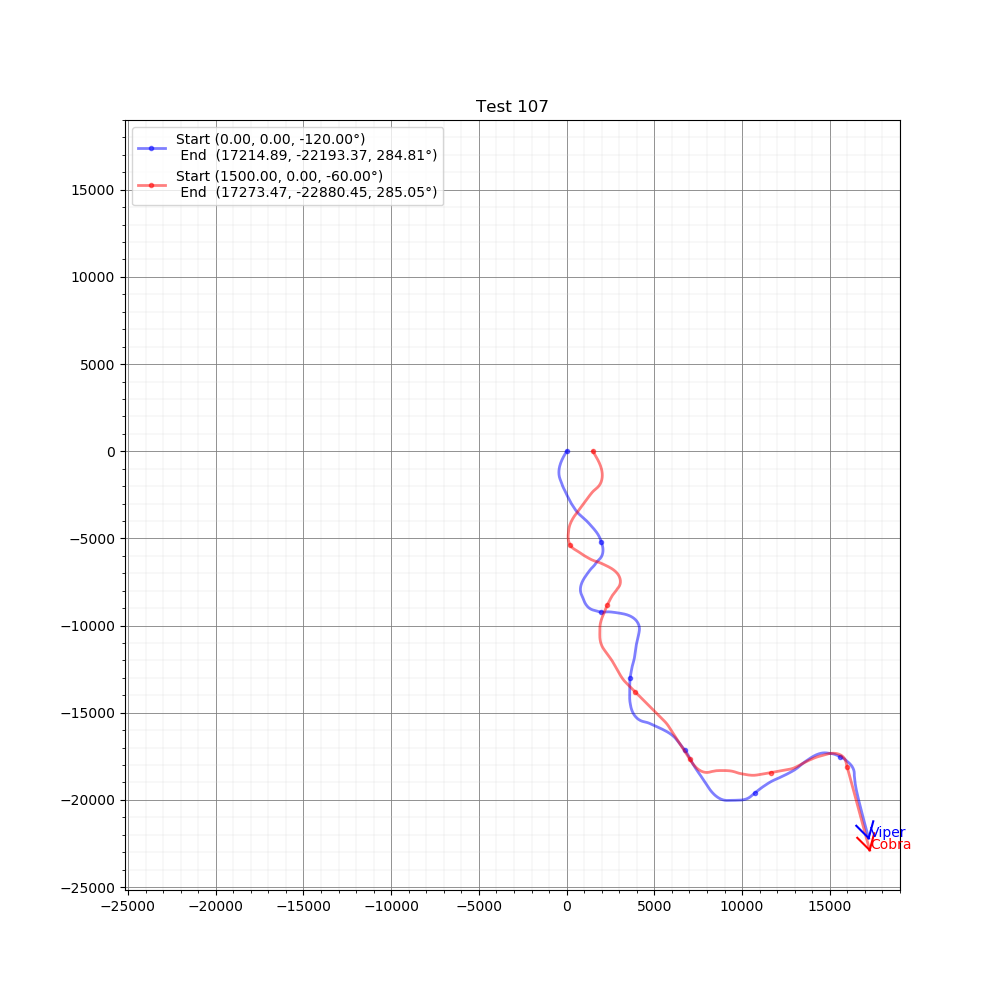 Test 107
Start (0.00, 0.00, -120.00°)
End (17214.89, -22193.37, 284.81°)
Start (1500.00, 0.00, -60.00°)
End (17273.47, -22880.45, 285.05°)
15000
10000
5000
0
−5000
−10000
−15000
−20000
−25000
Viper
Cobra
−25000 −20000 −15000 −10000 −5000 0 5000 10000 15000